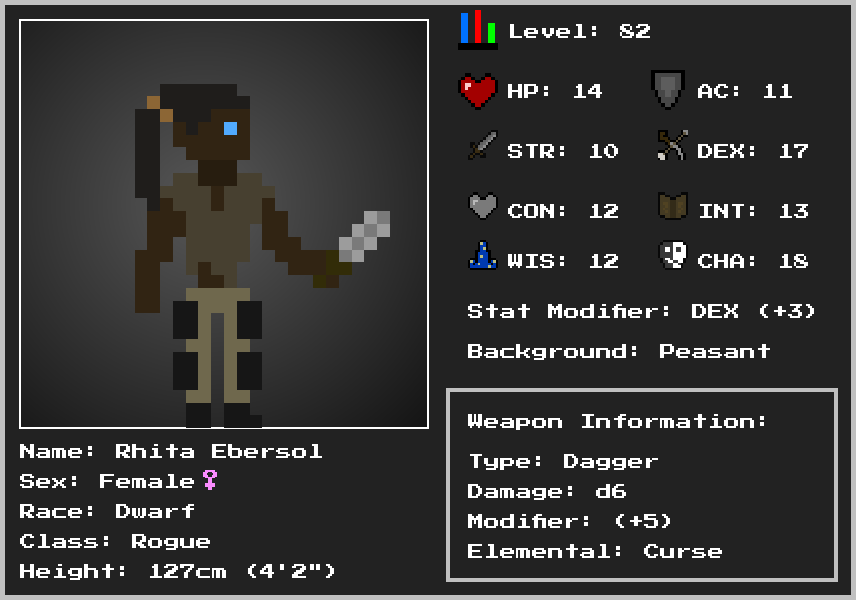 Level: 82
HP: 14
AC: 11
STR: 10
DEX: 17
CON: 12
INT: 13
WIS: 12
CHA: 18
Stat Modifier: DEX (+3)
Background: Peasant
Weapon Information:
Type: Dagger
Damage: d6
Modifier: (+5)
Elemental: Curse
Name: Rhita Ebersol
Sex: Female♀
Race: Dwarf
Class: Rogue
Height: 127cm (4'2")